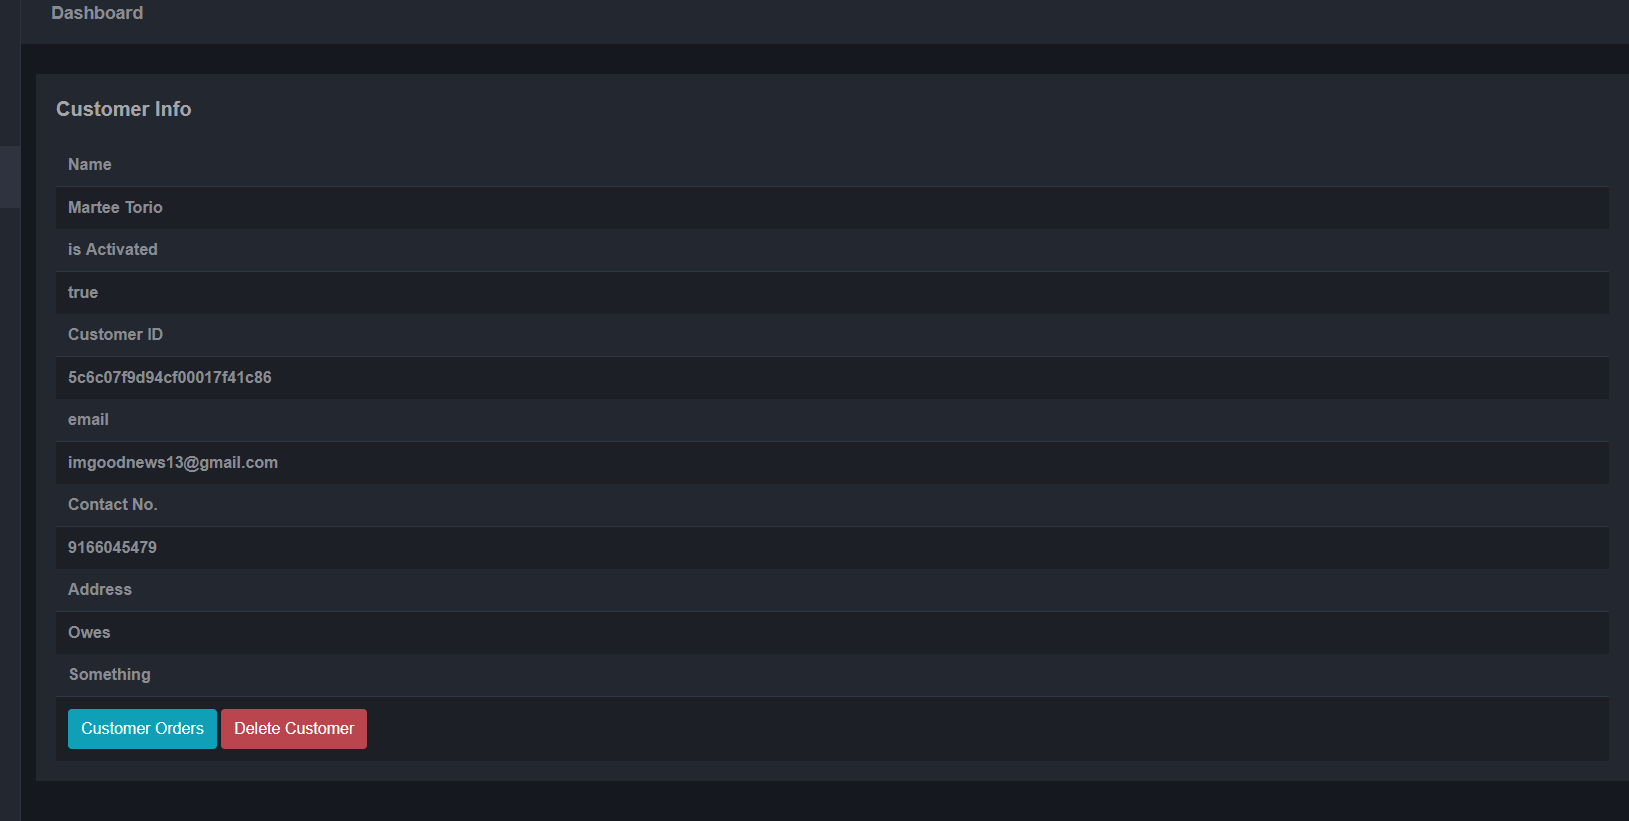 Dashboard
Customer Info
Name
Martee Torio
is Activated
true
Customer ID
5c6c07f9d94cf00017f41c86
email
imgoodnews13@gmail.com
Contact No.
9166045479
Address
Owes
Something
Customer Orders Delete Customer